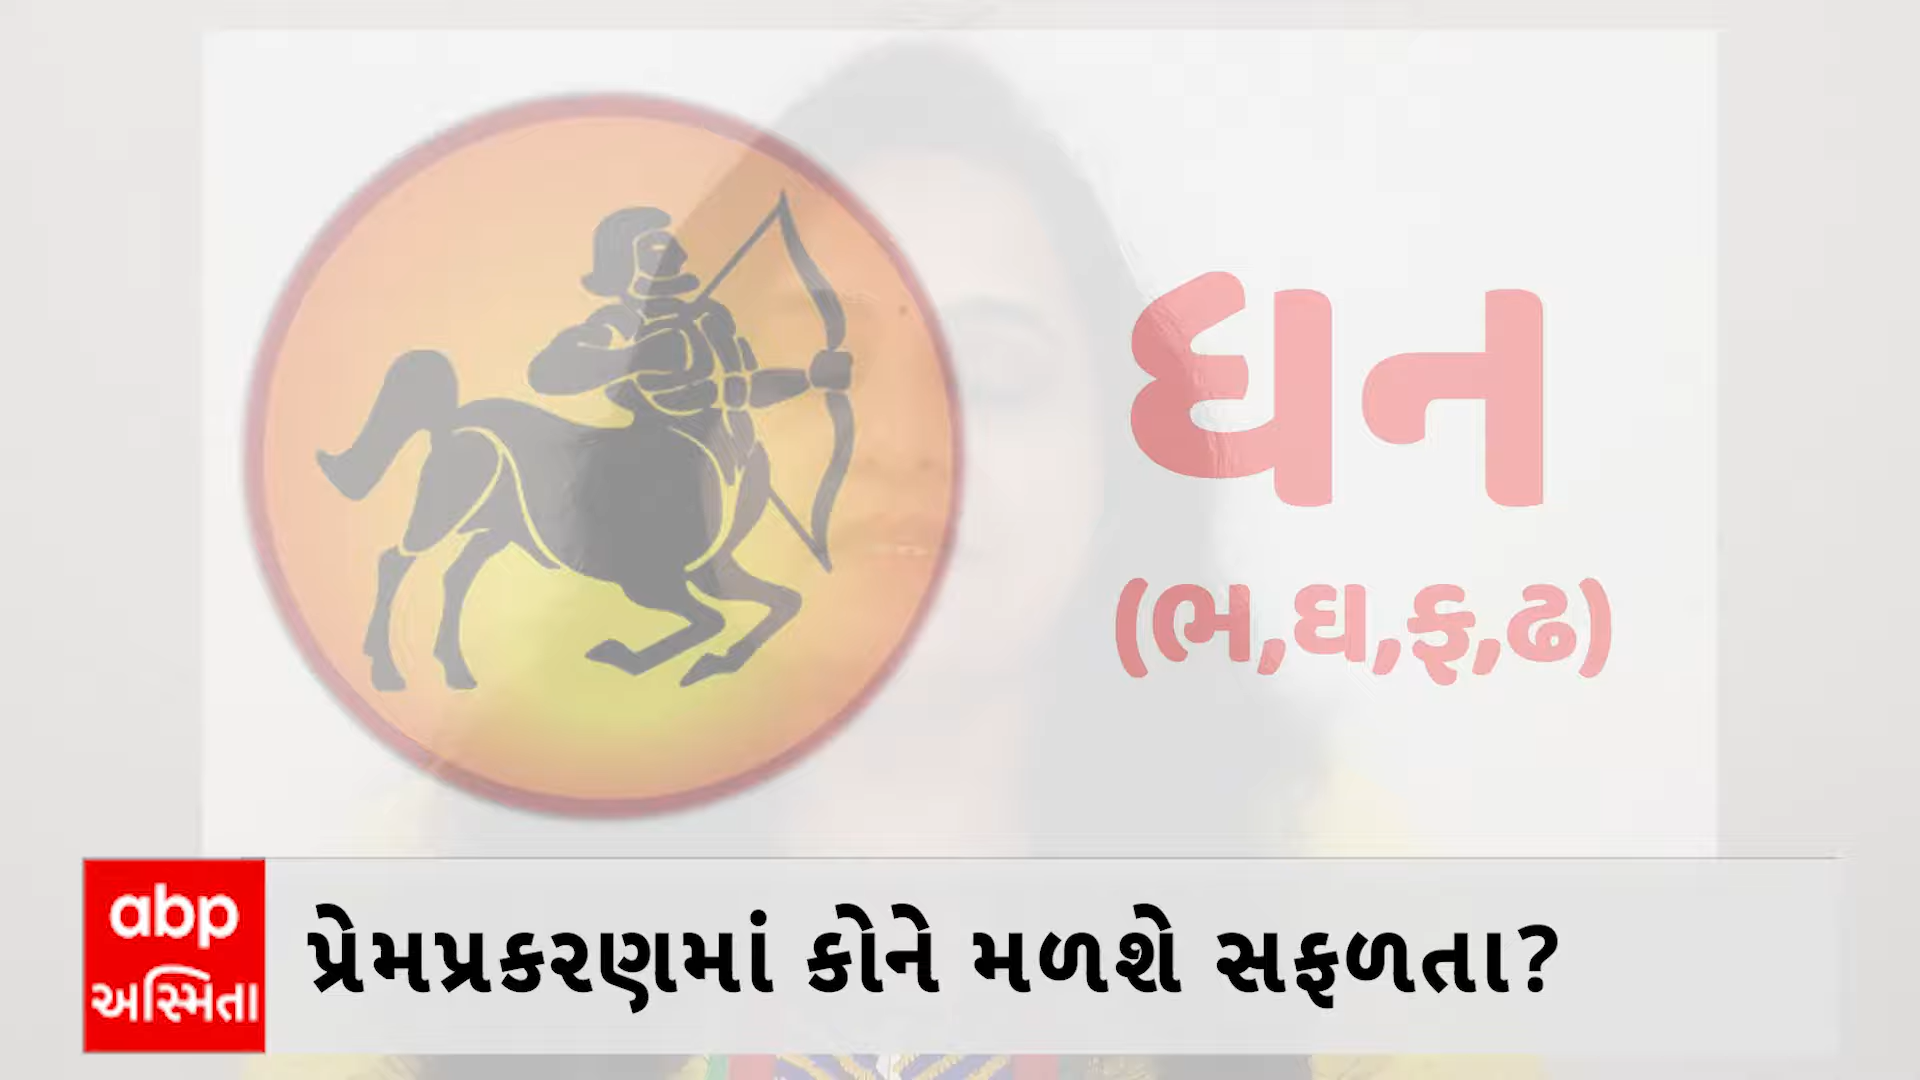 ધન
(ભ,ઘ,ફ,ઢ)
abp
અસ્મિતા
પ્રેમપ્રકરણમાં કોને મળશે સફળતા?